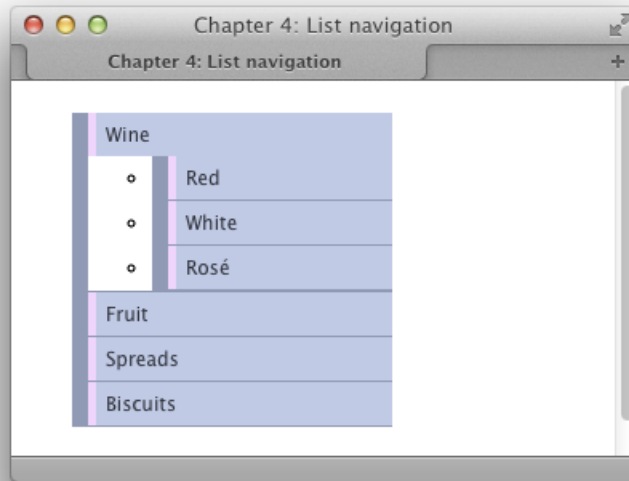 Chapter 4: List navigation
Chapter 4: List navigation
Wine
Red
White
Rosé
Fruit
Spreads
Biscuits